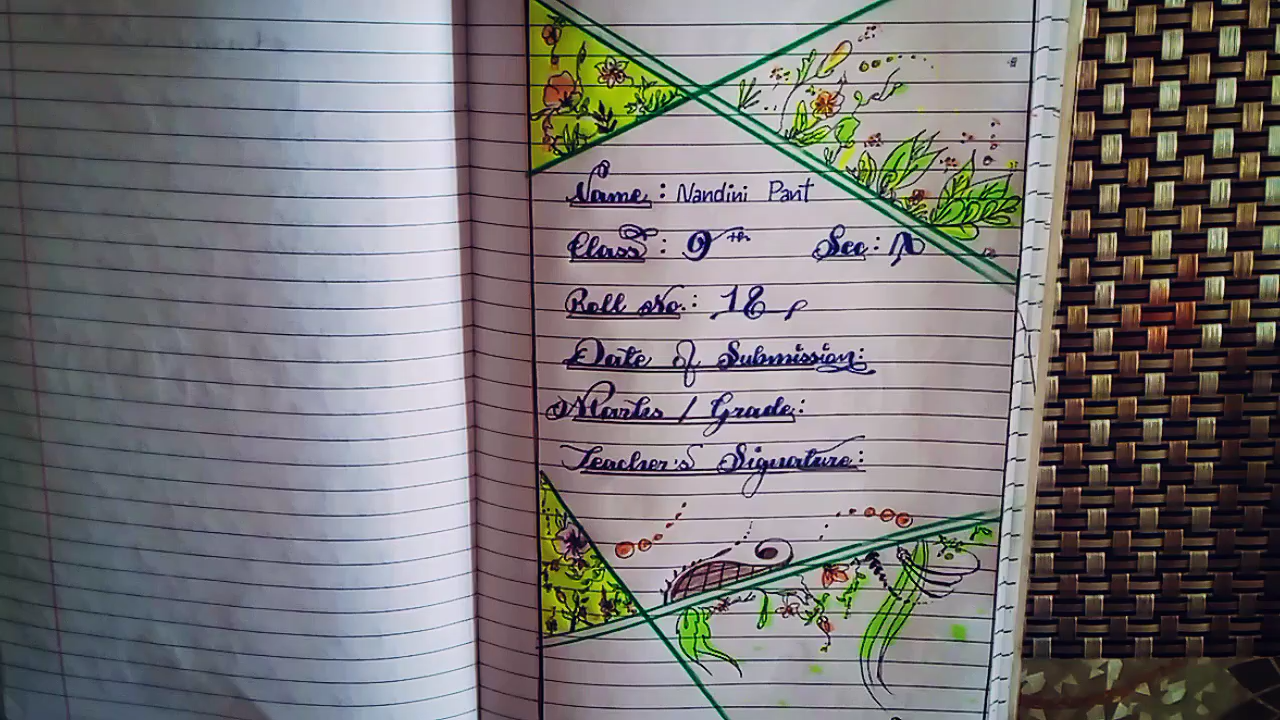 Name : Nandini Pant
Class : 9th Sec : A
Roll No. : 18
Date of Submission:
Marks / Grade:
Teacher's Signature: